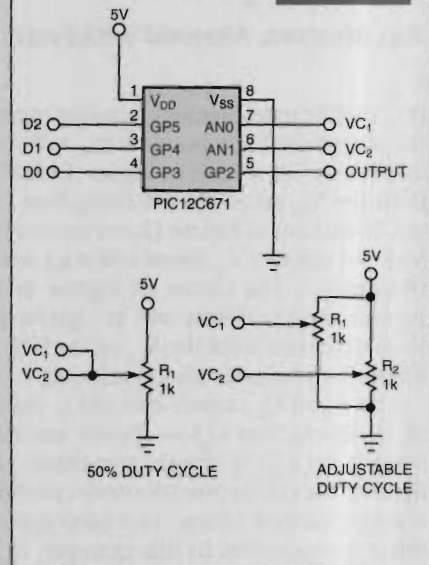 5V
1 V_DD V_SS 8
D2 2 GP5 AN0 7 VC₁
D1 3 GP4 AN1 6 VC₂
D0 4 GP3 GP2 5 OUTPUT
PIC12C671
5V
VC₁
VC₂
R₁
1k
50% DUTY CYCLE
5V
VC₁
R₁
1k
VC₂
R₂
1k
ADJUSTABLE
DUTY CYCLE